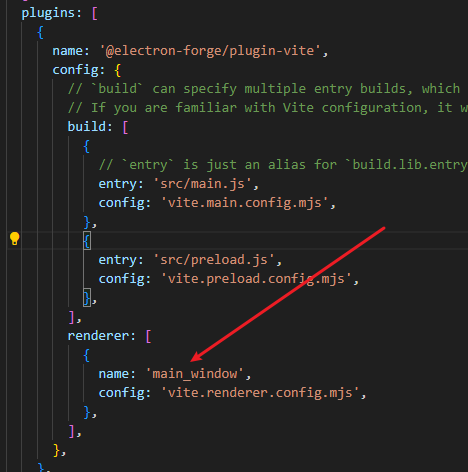 plugins: [
{
name: '@electron-forge/plugin-vite',
config: {
// `build` can specify multiple entry builds, which
// If you are familiar with Vite configuration, it w
build: [
{
// `entry` is just an alias for `build.lib.entry
entry: 'src/main.js',
config: 'vite.main.config.mjs',
},
{
entry: 'src/preload.js',
config: 'vite.preload.config.mjs',
},
],
renderer: [
{
name: 'main_window',
config: 'vite.renderer.config.mjs',
},
],
},
},